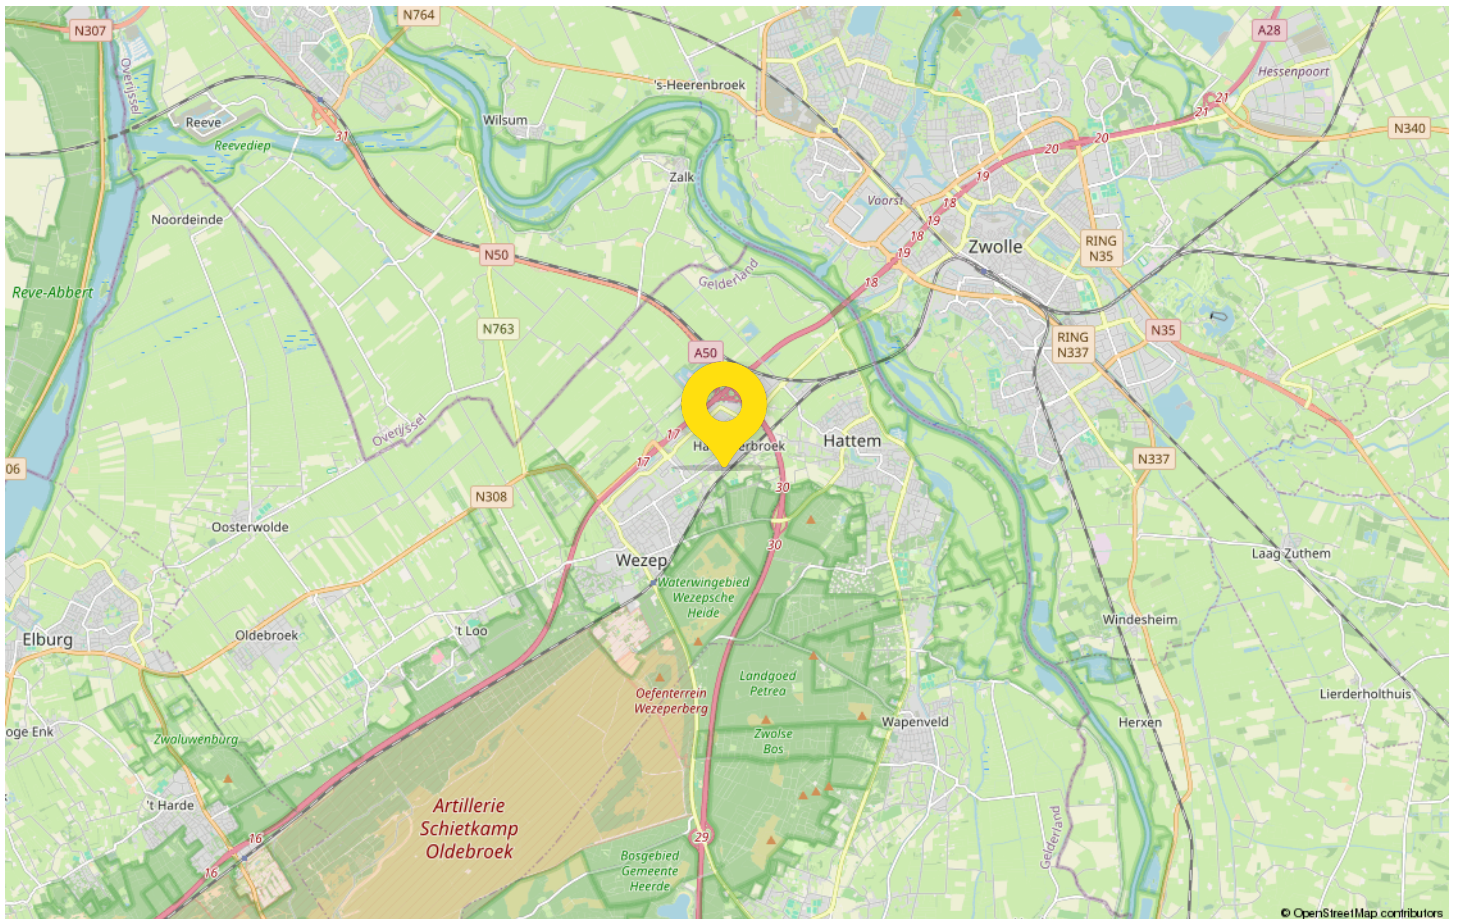 N307
N764
A28
Overijssel
Hessenpoort
's-Heerenbroek
21
21
Reeve
Wilsum
N340
31
20
20
Reevediep
Zalk
19
Voorst
18
Noordeinde
19
18
Zwolle
RING
N35
N50
19
Gelderland
18
Reve-Abbert
N763
N35
RING
N337
A50
17
Overijssel
Hattem
17
N337
06
30
N308
Oosterwolde
30
Laag Zuthem
Wezep
Waterwingebied
Wezepsche
Heide
Windesheim
Elburg
Oldebroek
't Loo
Landgoed
Petrea
Oefenterrein
Wezeperberg
Lierderholthuis
oge Enk
Zwaluwenburg
Zwolse
Bos
Wapenveld
Herxen
't Harde
Artillerie
Schietkamp
Oldebroek
16
29
Gelderland
16
Bosgebied
Gemeente
Heerde
© OpenStreetMap contributors